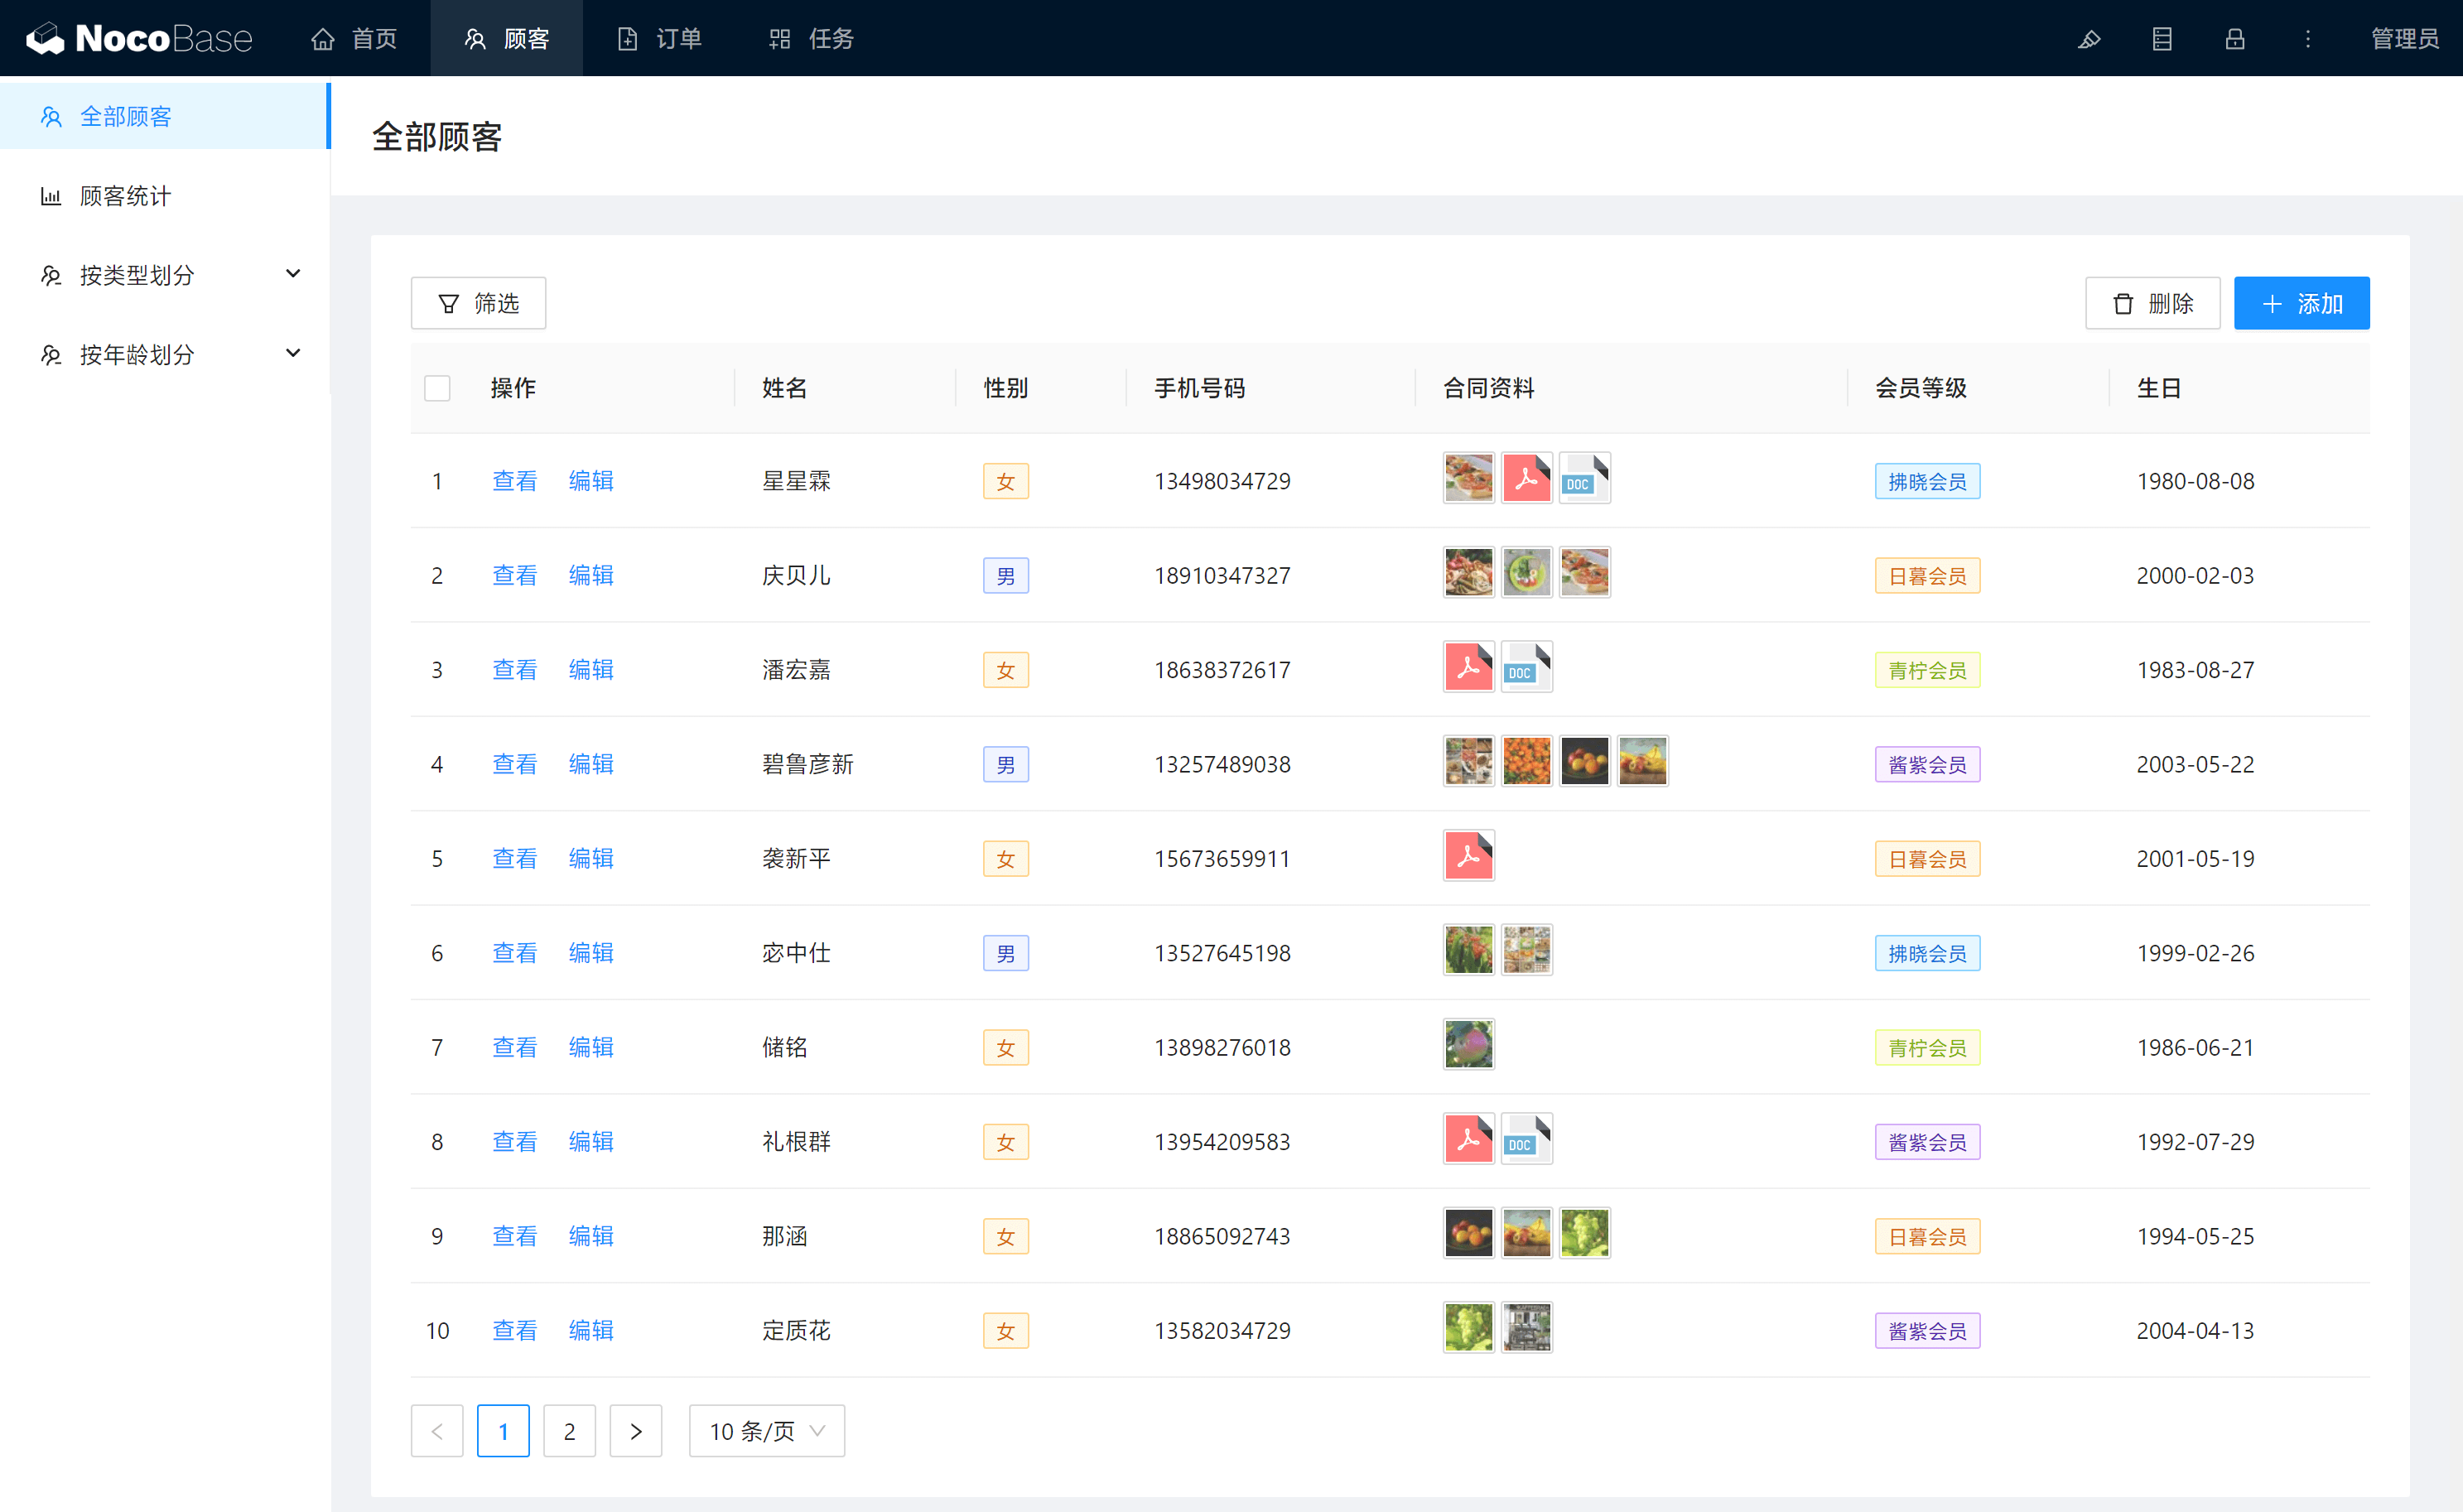 NocoBase 首页 顾客 订单 任务 管理员
全部顾客
顾客统计
按类型划分
按年龄划分
全部顾客
筛选 删除 添加
操作 姓名 性别 手机号码 合同资料 会员等级 生日
1 查看 编辑 星星霖 女 13498034729 DOC 拂晓会员 1980-08-08
2 查看 编辑 庆贝儿 男 18910347327 日暮会员 2000-02-03
3 查看 编辑 潘宏嘉 女 18638372617 DOC 青柠会员 1983-08-27
4 查看 编辑 碧鲁彦新 男 13257489038 酱紫会员 2003-05-22
5 查看 编辑 袭新平 女 15673659911 日暮会员 2001-05-19
6 查看 编辑 宓中仕 男 13527645198 拂晓会员 1999-02-26
7 查看 编辑 储铭 女 13898276018 青柠会员 1986-06-21
8 查看 编辑 礼根群 女 13954209583 DOC 酱紫会员 1992-07-29
9 查看 编辑 那涵 女 18865092743 日暮会员 1994-05-25
10 查看 编辑 定质花 女 13582034729 酱紫会员 2004-04-13
1 2 10 条/页